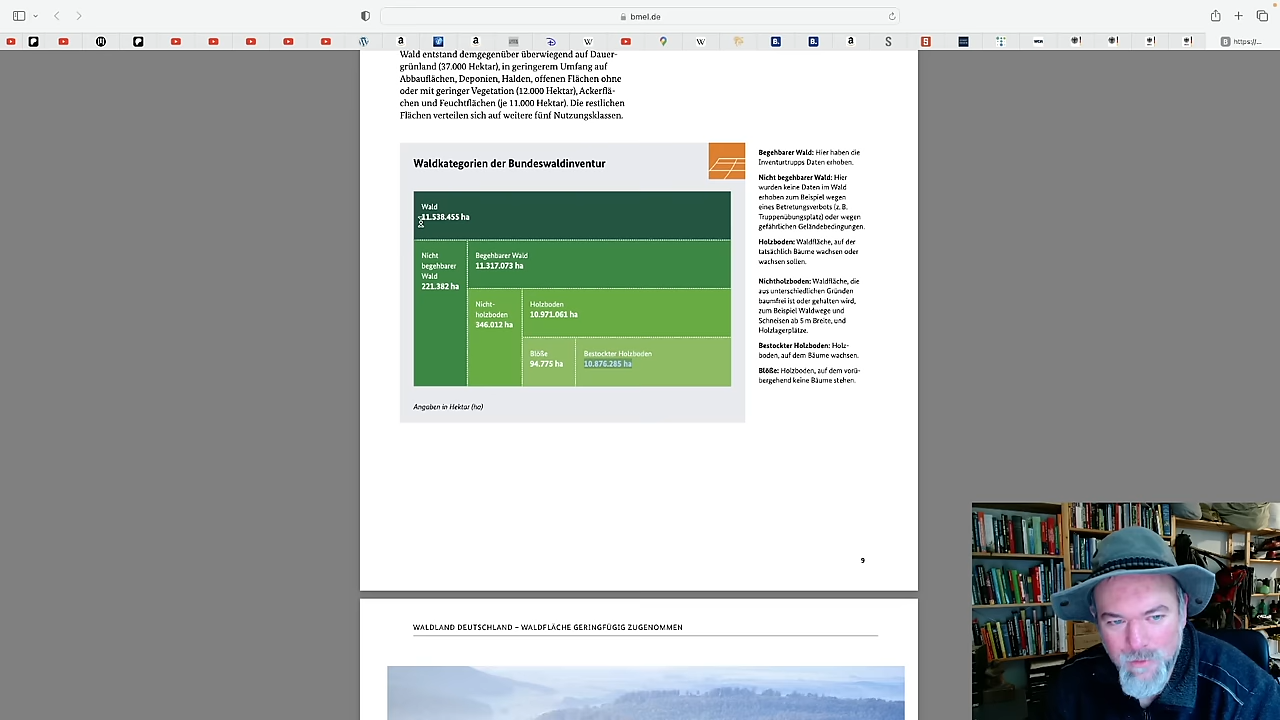 bmel.de
https://...
Wald entstand demgegenüber überwiegend auf Dauer-
grünland (37.000 Hektar), in geringerem Umfang auf
Abbauflächen, Deponien, Halden, offenen Flächen ohne
oder mit geringer Vegetation (12.000 Hektar), Ackerflä-
chen und Feuchtflächen (je 11.000 Hektar). Die restlichen
Flächen verteilen sich auf weitere fünf Nutzungsklassen.
Waldkategorien der Bundeswaldinventur
Wald
11.538.455 ha
Nicht
begehbarer
Wald
221.382 ha
Begehbarer Wald
11.317.073 ha
Nicht-
holzboden
346.012 ha
Holzboden
10.971.061 ha
Blöße
94.775 ha
Bestockter Holzboden
10.876.285 ha
Angaben in Hektar (ha)
Begehbarer Wald: Hier haben die
Inventurtrupps Daten erhoben.
Nicht begehbarer Wald: Hier
wurden keine Daten im Wald
erhoben zum Beispiel wegen
eines Betretungsverbots (z. B.
Truppenübungsplatz) oder wegen
gefährlichen Geländebedingungen.
Holzboden: Waldfläche, auf der
tatsächlich Bäume wachsen oder
wachsen sollen.
Nichtholzboden: Waldfläche, die
aus unterschiedlichen Gründen
baumfrei ist oder gehalten wird,
zum Beispiel Waldwege und
Schneisen ab 5 m Breite, und
Holzlagerplätze.
Bestockter Holzboden: Holz-
boden, auf dem Bäume wachsen.
Blöße: Holzboden, auf dem vorü-
bergehend keine Bäume stehen.
9
WALDLAND DEUTSCHLAND – WALDFLÄCHE GERINGFÜGIG ZUGENOMMEN